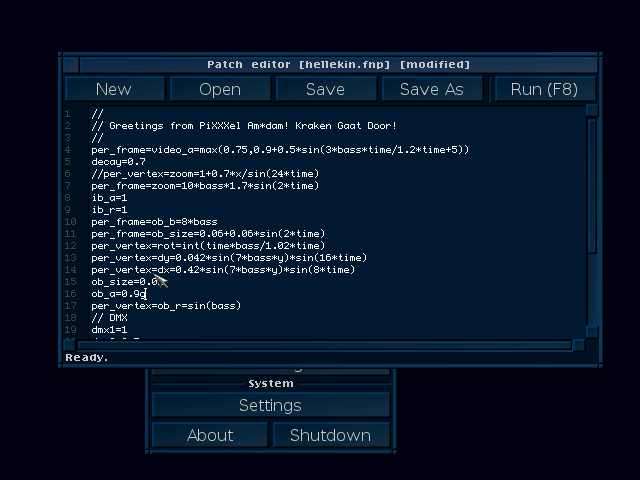 Patch editor [hellekin.fnp] [modified]
New Open Save Save As Run (F8)
1 //
2 // Greetings from PiXXXel Am*dam! Kraken Gaat Door!
3 //
4 per_frame=video_a=max(0.75,0.9+0.5*sin(3*bass*time/1.2*time+5))
5 decay=0.7
6 //per_vertex=zoom=1+0.7*x/sin(24*time)
7 per_frame=zoom=10*bass*1.7*sin(2*time)
8 ib_a=1
9 ib_r=1
10 per_frame=ob_b=8*bass
11 per_frame=ob_size=0.06+0.06*sin(2*time)
12 per_vertex=rot=int(time*bass/1.02*time)
13 per_vertex=dy=0.042*sin(7*bass*y)*sin(16*time)
14 per_vertex=dx=0.42*sin(7*bass*y)*sin(8*time)
15 ob_size=0.0
16 ob_a=0.9g
17 per_vertex=ob_r=sin(bass)
18 // DMX
19 dmx1=1
Ready.
System
Settings
About Shutdown